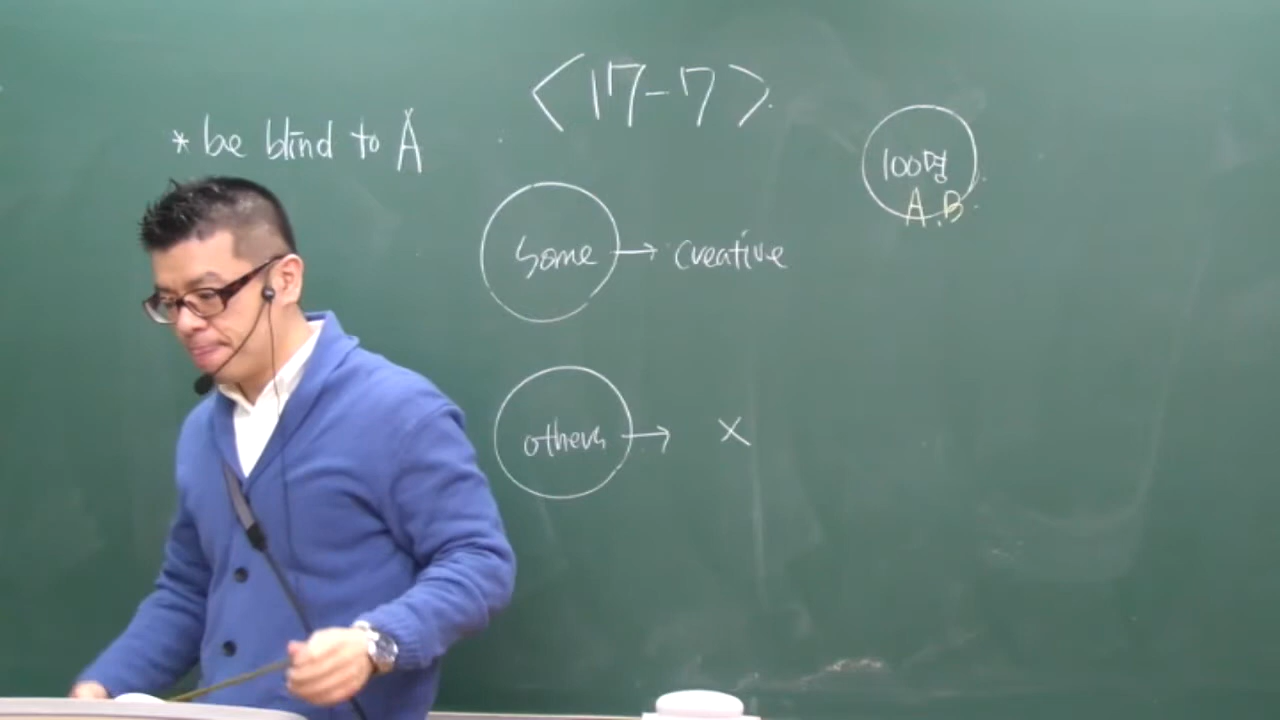 <17-7>
* be blind to A
100명
A.B
some → creative
others → X